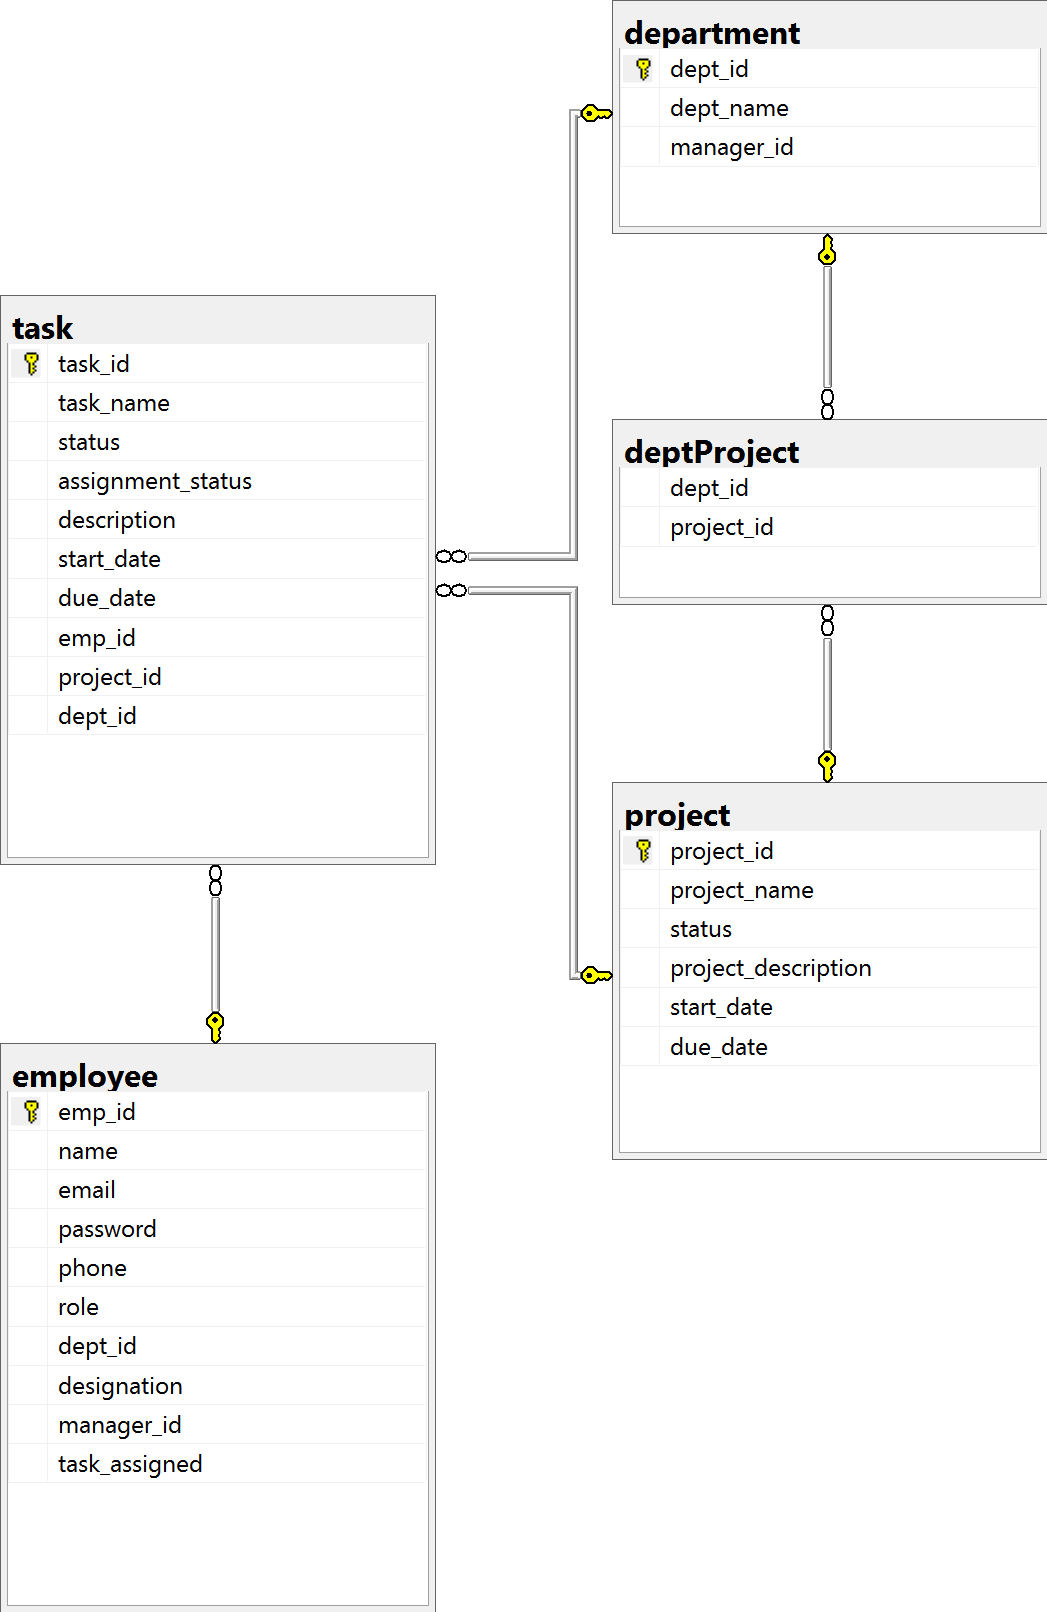 department
dept_id
dept_name
manager_id
task
task_id
task_name
status
assignment_status
description
start_date
due_date
emp_id
project_id
dept_id
deptProject
dept_id
project_id
project
project_id
project_name
status
project_description
start_date
due_date
employee
emp_id
name
email
password
phone
role
dept_id
designation
manager_id
task_assigned